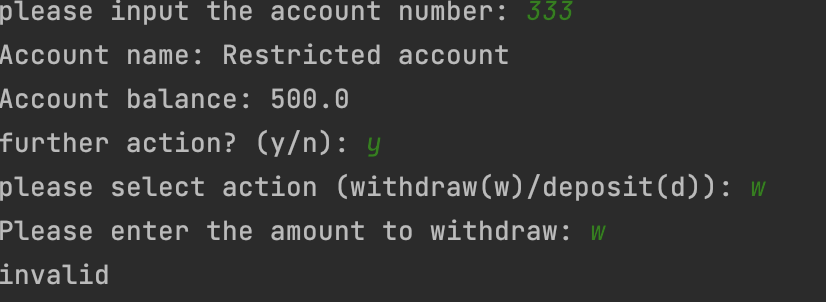 please input the account number: 333
Account name: Restricted account
Account balance: 500.0
further action? (y/n): y
please select action (withdraw(w)/deposit(d)): w
Please enter the amount to withdraw: w
invalid